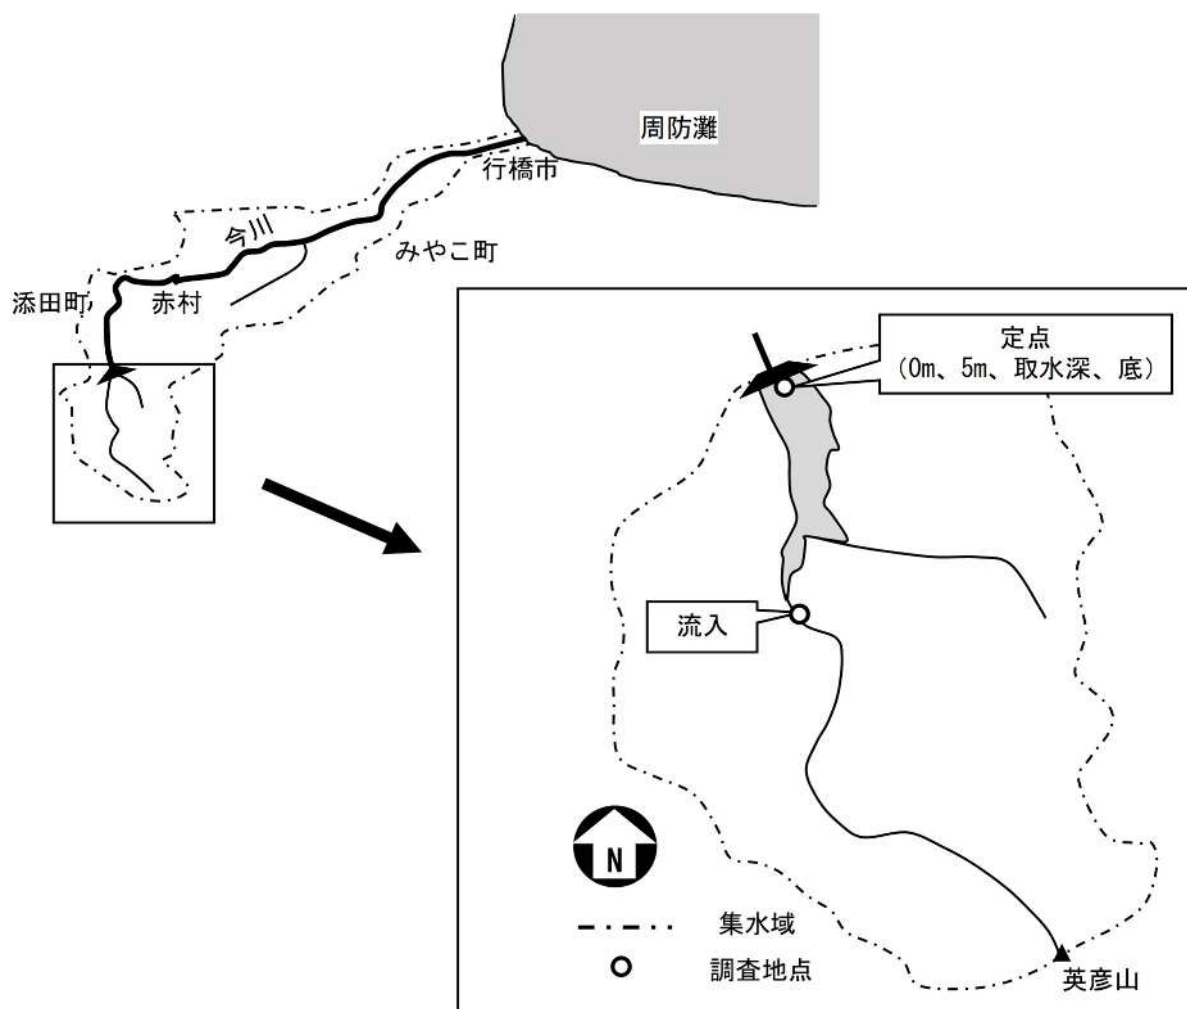 周防灘
行橋市
今川
みやこ町
添田町
赤村
定点
(0m、5m、取水深、底)
流入
N
集水域
調査地点
英彦山